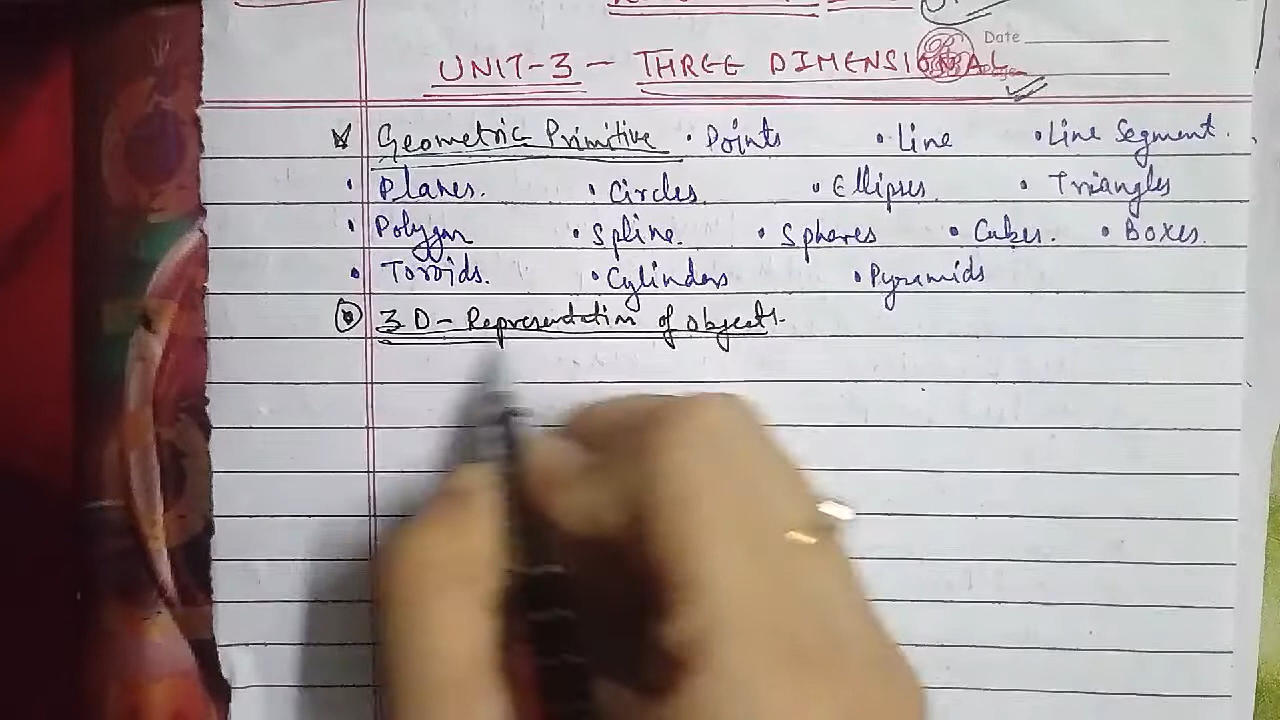 Date
UNIT-3 - THREE DIMENSIONAL
Geometric Primitive • Points • Line • Line Segment.
• Planes. • Circles. • Ellipses. • Triangles
• Polygon • Spline. • Spheres • Cubes. • Boxes.
• Toroids. • Cylinders • Pyramids
3D- Representation of objects.